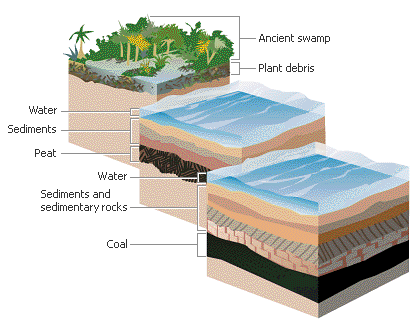 Ancient swamp
Plant debris
Water
Sediments
Peat
Water
Sediments and
sedimentary rocks
Coal